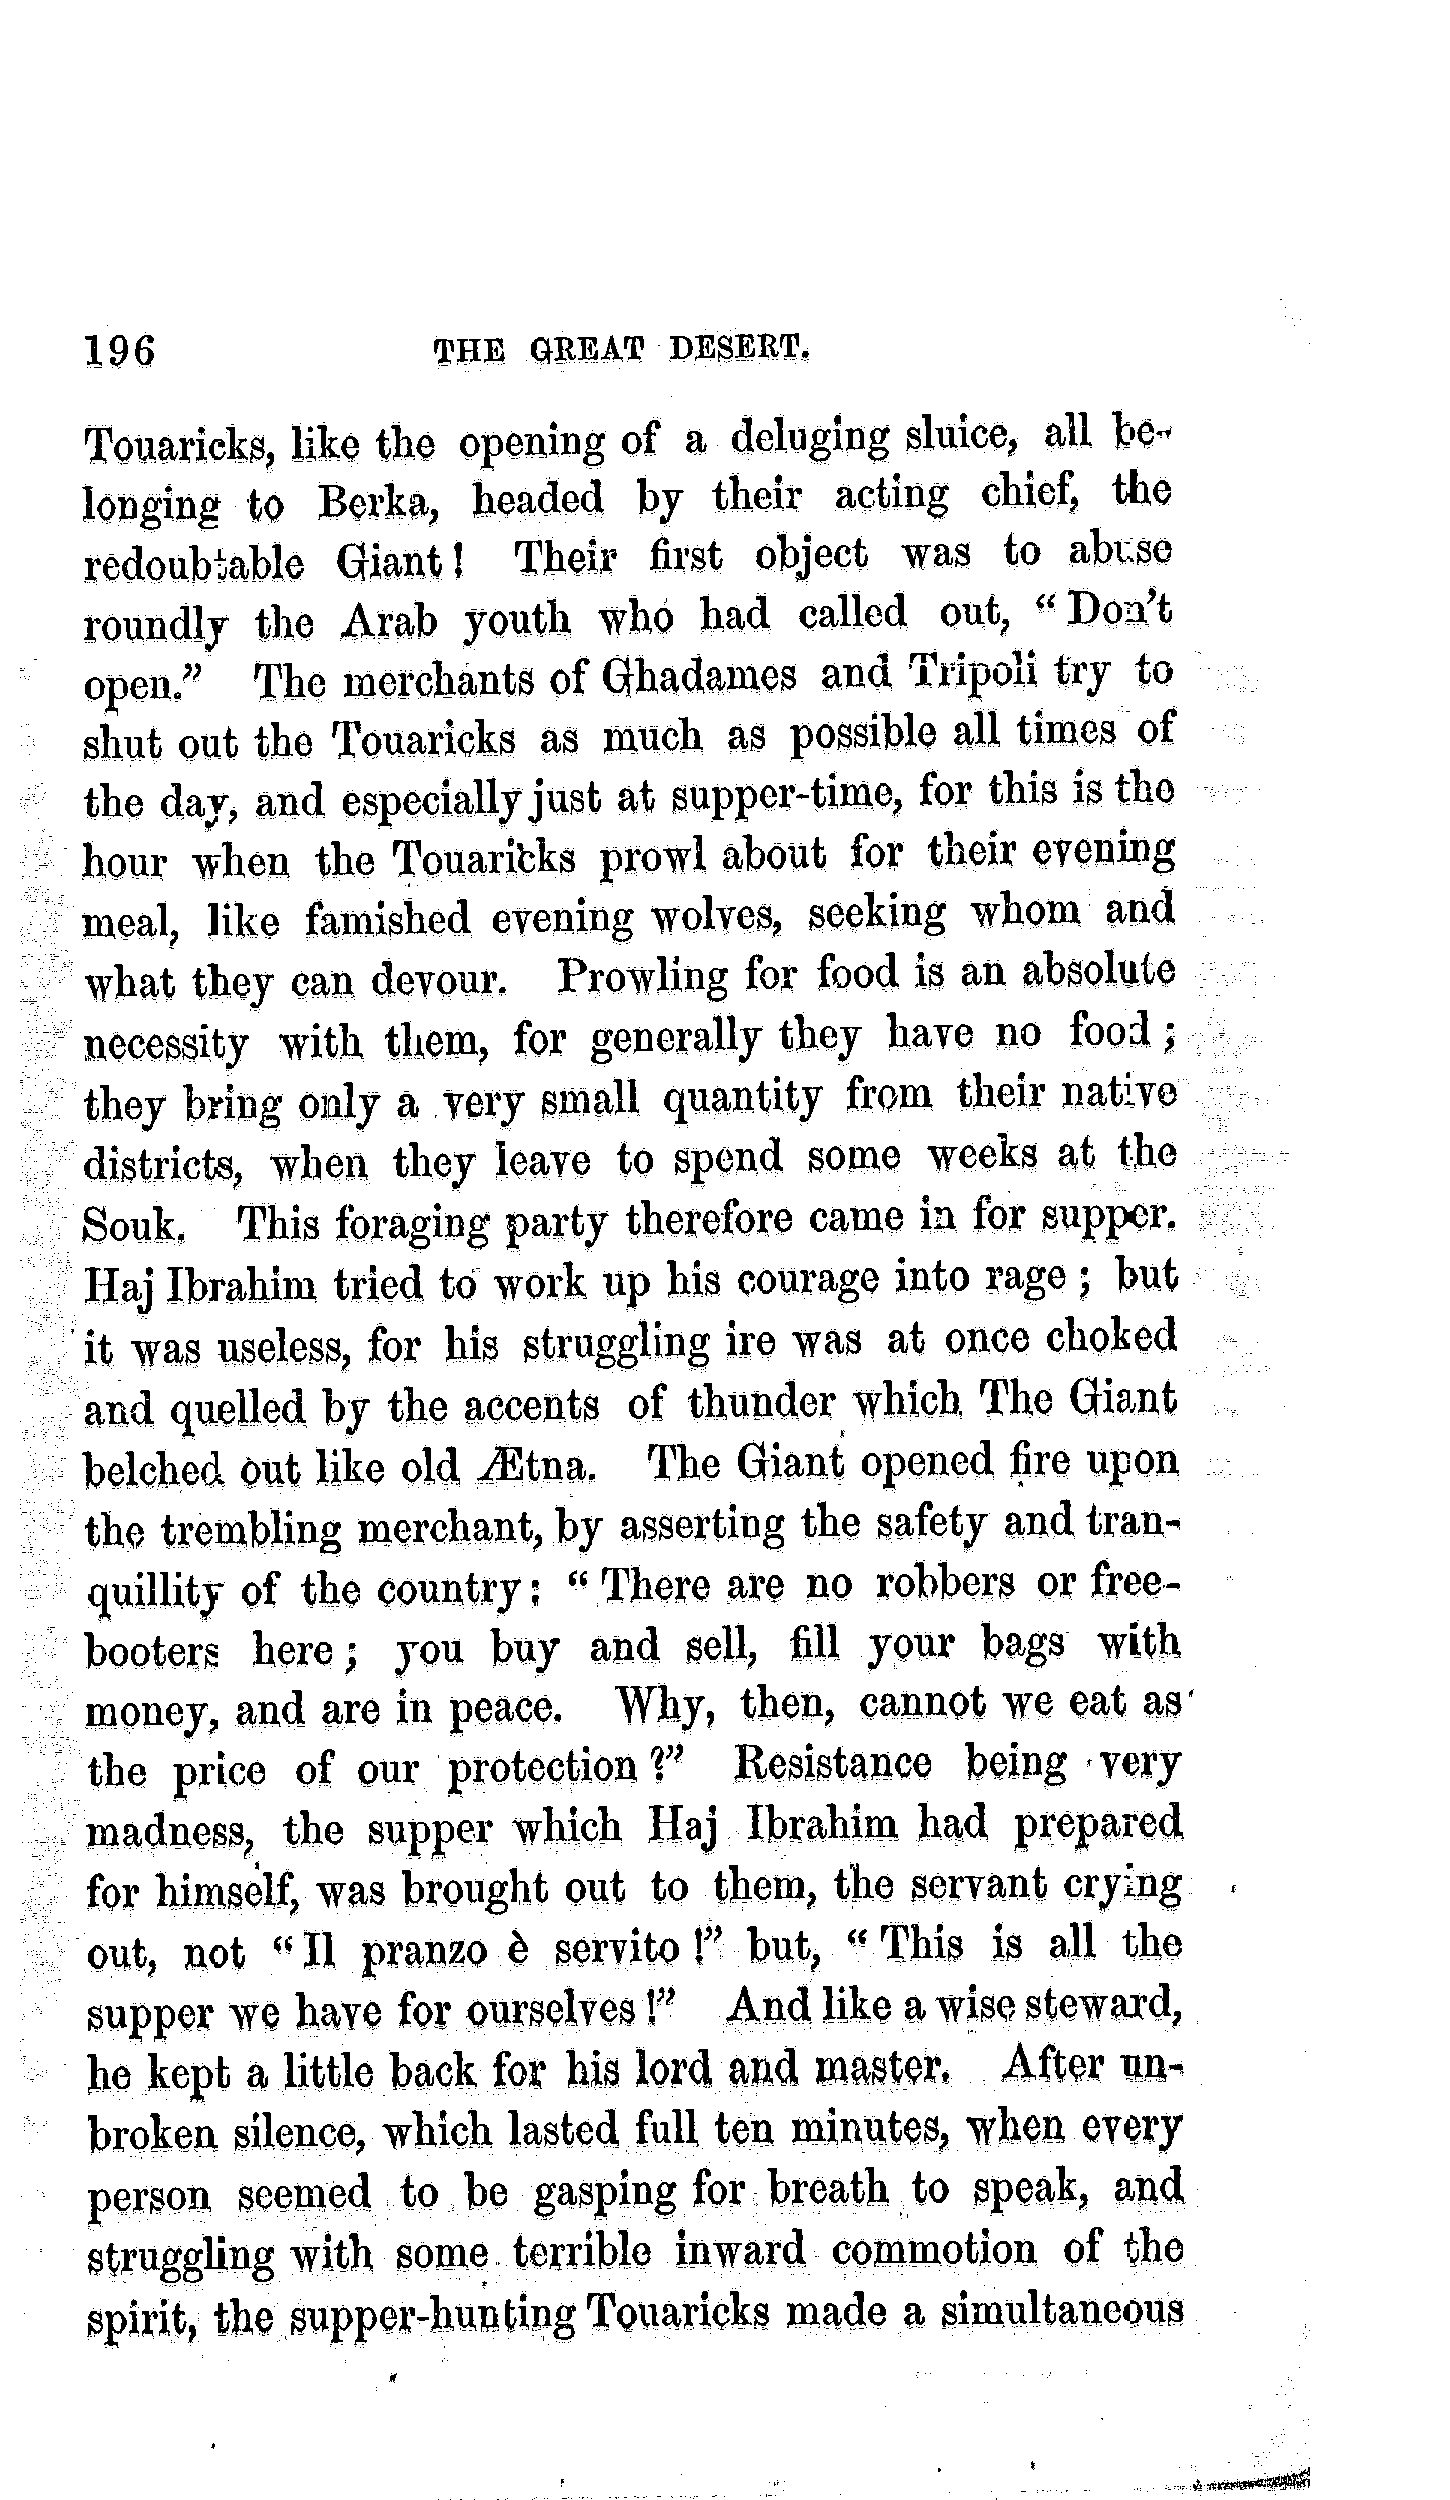 196 THE GREAT DESERT.
Touaricks, like the opening of a deluging sluice, all be-
longing to Berka, headed by their acting chief, the
redoubtable Giant! Their first object was to abuse
roundly the Arab youth who had called out, “Don’t
open.” The merchants of Ghadames and Tripoli try to
shut out the Touaricks as much as possible all times of
the day, and especially just at supper-time, for this is the
hour when the Touaricks prowl about for their evening
meal, like famished evening wolves, seeking whom and
what they can devour. Prowling for food is an absolute
necessity with them, for generally they have no food;
they bring only a very small quantity from their native
districts, when they leave to spend some weeks at the
Souk. This foraging party therefore came in for supper.
Haj Ibrahim tried to work up his courage into rage; but
it was useless, for his struggling ire was at once choked
and quelled by the accents of thunder which The Giant
belched out like old Ætna. The Giant opened fire upon
the trembling merchant, by asserting the safety and tran-
quillity of the country: “There are no robbers or free-
booters here; you buy and sell, fill your bags with
money, and are in peace. Why, then, cannot we eat as
the price of our protection?” Resistance being very
madness, the supper which Haj Ibrahim had prepared
for himself, was brought out to them, the servant crying
out, not “Il pranzo è servito!” but, “This is all the
supper we have for ourselves!” And like a wise steward,
he kept a little back for his lord and master. After un-
broken silence, which lasted full ten minutes, when every
person seemed to be gasping for breath to speak, and
struggling with some terrible inward commotion of the
spirit, the supper-hunting Touaricks made a simultaneous